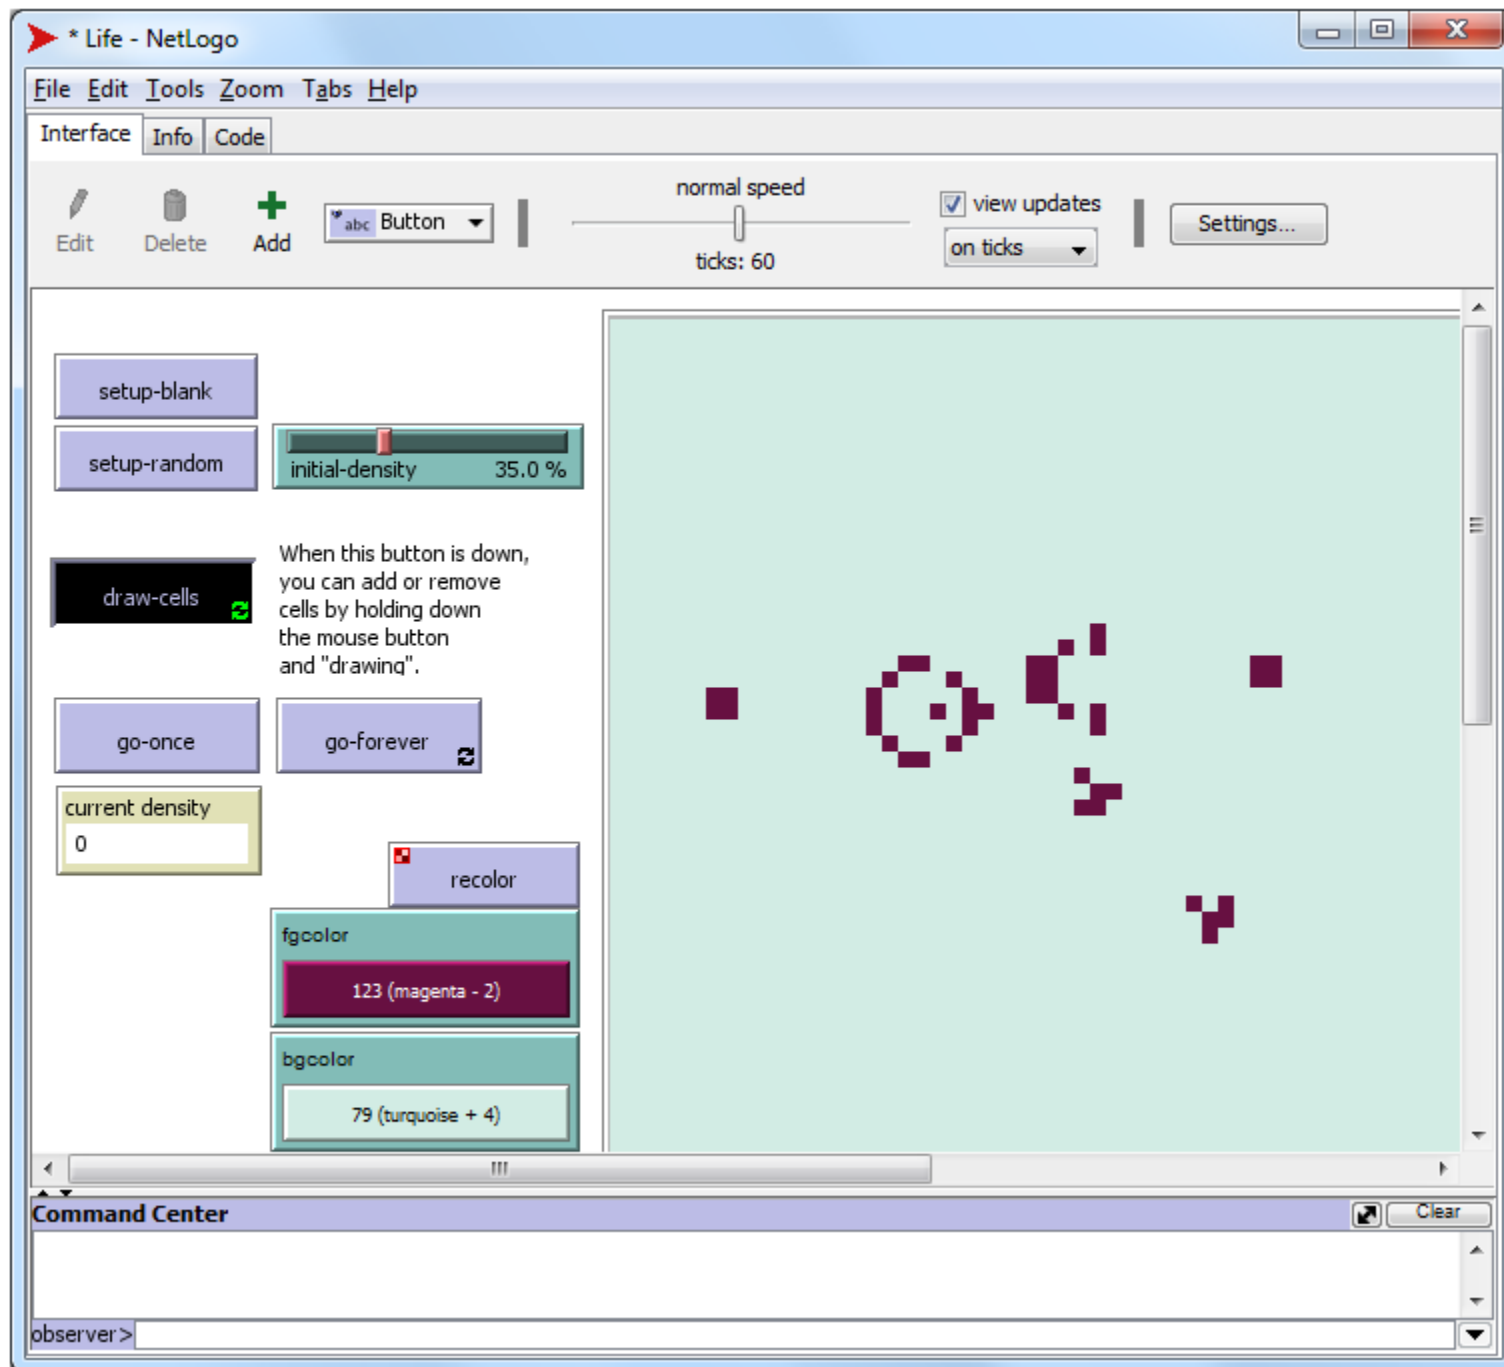 * Life - NetLogo
File Edit Tools Zoom Tabs Help
Interface Info Code
Edit Delete Add
abc Button
normal speed
ticks: 60
view updates
on ticks
Settings...
setup-blank
setup-random
initial-density 35.0 %
draw-cells
When this button is down,
you can add or remove
cells by holding down
the mouse button
and "drawing".
go-once
go-forever
current density
0
recolor
fgcolor
123 (magenta - 2)
bgcolor
79 (turquoise + 4)
Command Center
Clear
observer>